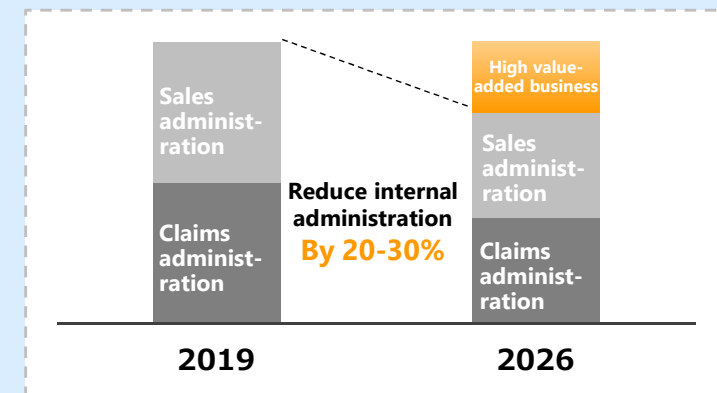 Sales
administ-
ration
Claims
administ-
ration
Reduce internal
administration
By 20-30%
High value-
added business
Sales
administ-
ration
Claims
administ-
ration
2019
2026